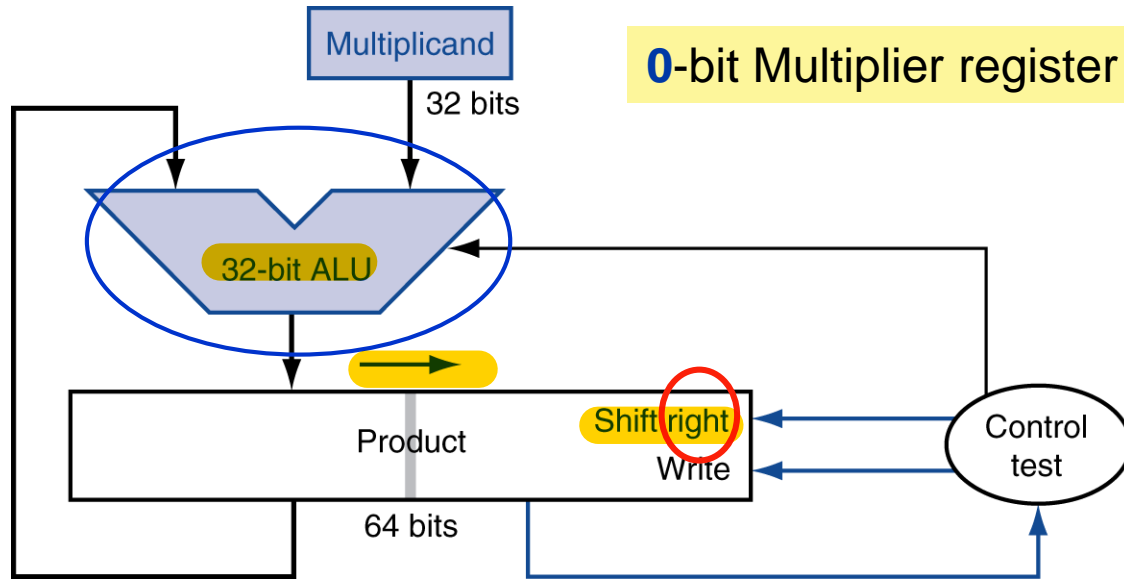 Multiplicand
0-bit Multiplier register
32 bits
32-bit ALU
Shift right
Product
Write
Control
test
64 bits